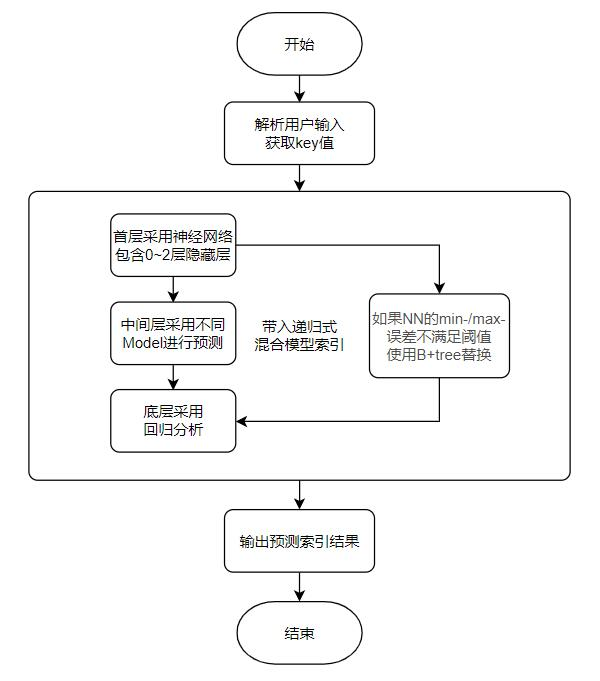 开始
解析用户输入
获取key值
首层采用神经网络
包含0~2层隐藏层
中间层采用不同
Model进行预测
带入递归式
混合模型索引
如果NN的min-/max-
误差不满足阈值
使用B+tree替换
底层采用
回归分析
输出预测索引结果
结束